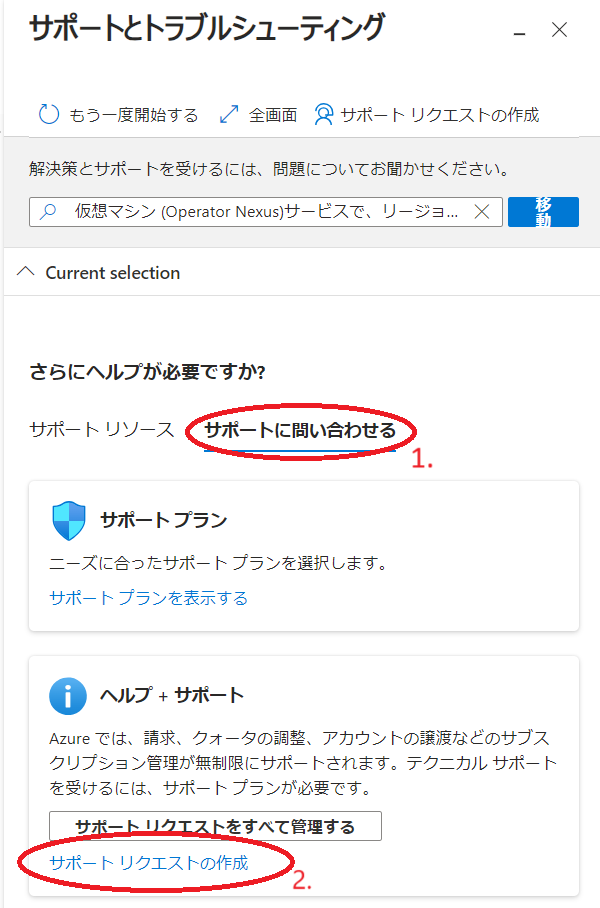 サポートとトラブルシューティング
もう一度開始する 全画面 サポート リクエストの作成
解決策とサポートを受けるには、問題についてお聞かせください。
仮想マシン (Operator Nexus)サービスで、リージョ... 移動
Current selection
さらにヘルプが必要ですか?
サポート リソース サポートに問い合わせる
1.
サポート プラン
ニーズに合ったサポート プランを選択します。
サポート プランを表示する
ヘルプ + サポート
Azure では、請求、クォータの調整、アカウントの譲渡などのサブス
クリプション管理が無制限にサポートされます。テクニカル サポート
を受けるには、サポート プランが必要です。
サポート リクエストをすべて管理する
サポート リクエストの作成
2.